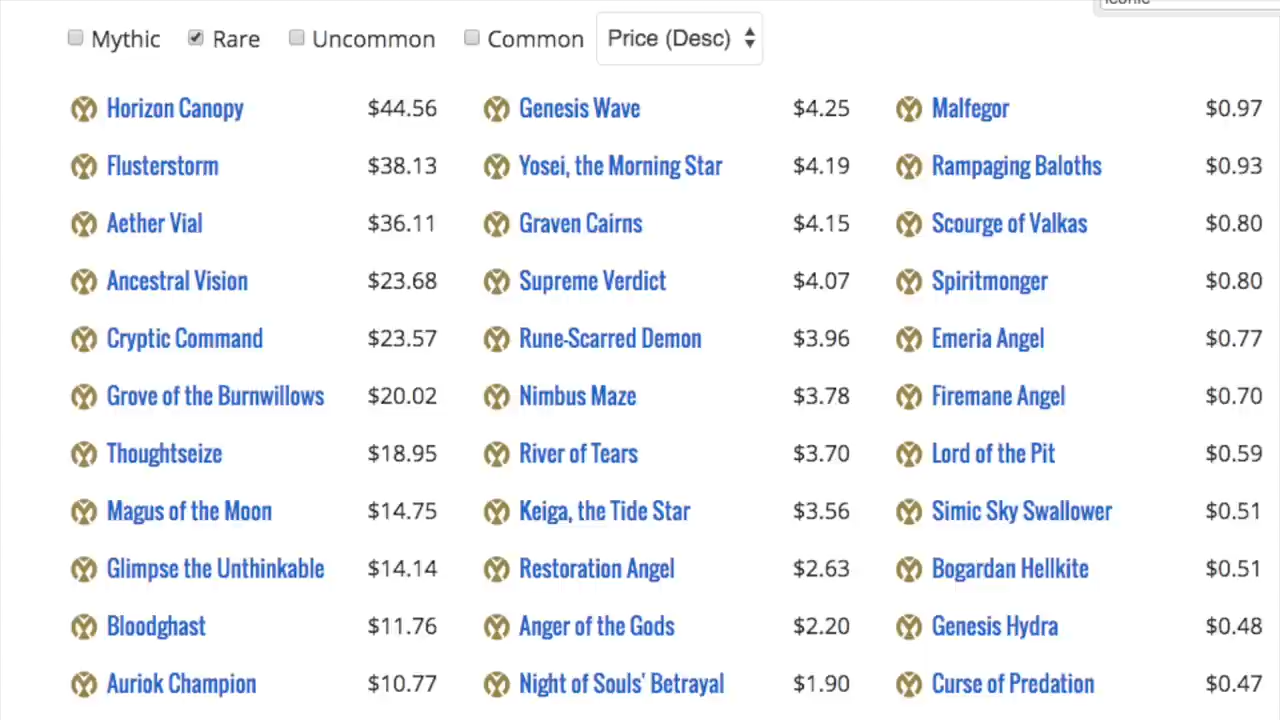 Iconic
Mythic Rare Uncommon Common Price (Desc)
Horizon Canopy $44.56 Genesis Wave $4.25 Malfegor $0.97
Flusterstorm $38.13 Yosei, the Morning Star $4.19 Rampaging Baloths $0.93
Aether Vial $36.11 Graven Cairns $4.15 Scourge of Valkas $0.80
Ancestral Vision $23.68 Supreme Verdict $4.07 Spiritmonger $0.80
Cryptic Command $23.57 Rune-Scarred Demon $3.96 Emeria Angel $0.77
Grove of the Burnwillows $20.02 Nimbus Maze $3.78 Firemane Angel $0.70
Thoughtseize $18.95 River of Tears $3.70 Lord of the Pit $0.59
Magus of the Moon $14.75 Keiga, the Tide Star $3.56 Simic Sky Swallower $0.51
Glimpse the Unthinkable $14.14 Restoration Angel $2.63 Bogardan Hellkite $0.51
Bloodghast $11.76 Anger of the Gods $2.20 Genesis Hydra $0.48
Auriok Champion $10.77 Night of Souls' Betrayal $1.90 Curse of Predation $0.47